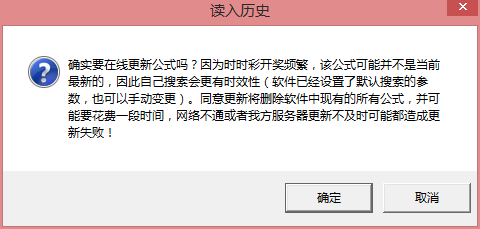 读入历史
确实要在线更新公式吗？因为时时彩开奖频繁，该公式可能并不是当前
最新的，因此自己搜索会更有时效性（软件已经设置了默认搜索的参
数，也可以手动变更）。同意更新将删除软件中现有的所有公式，并可
能要花费一段时间，网络不通或者我方服务器更新不及时可能都造成更
新失败！
确定
取消